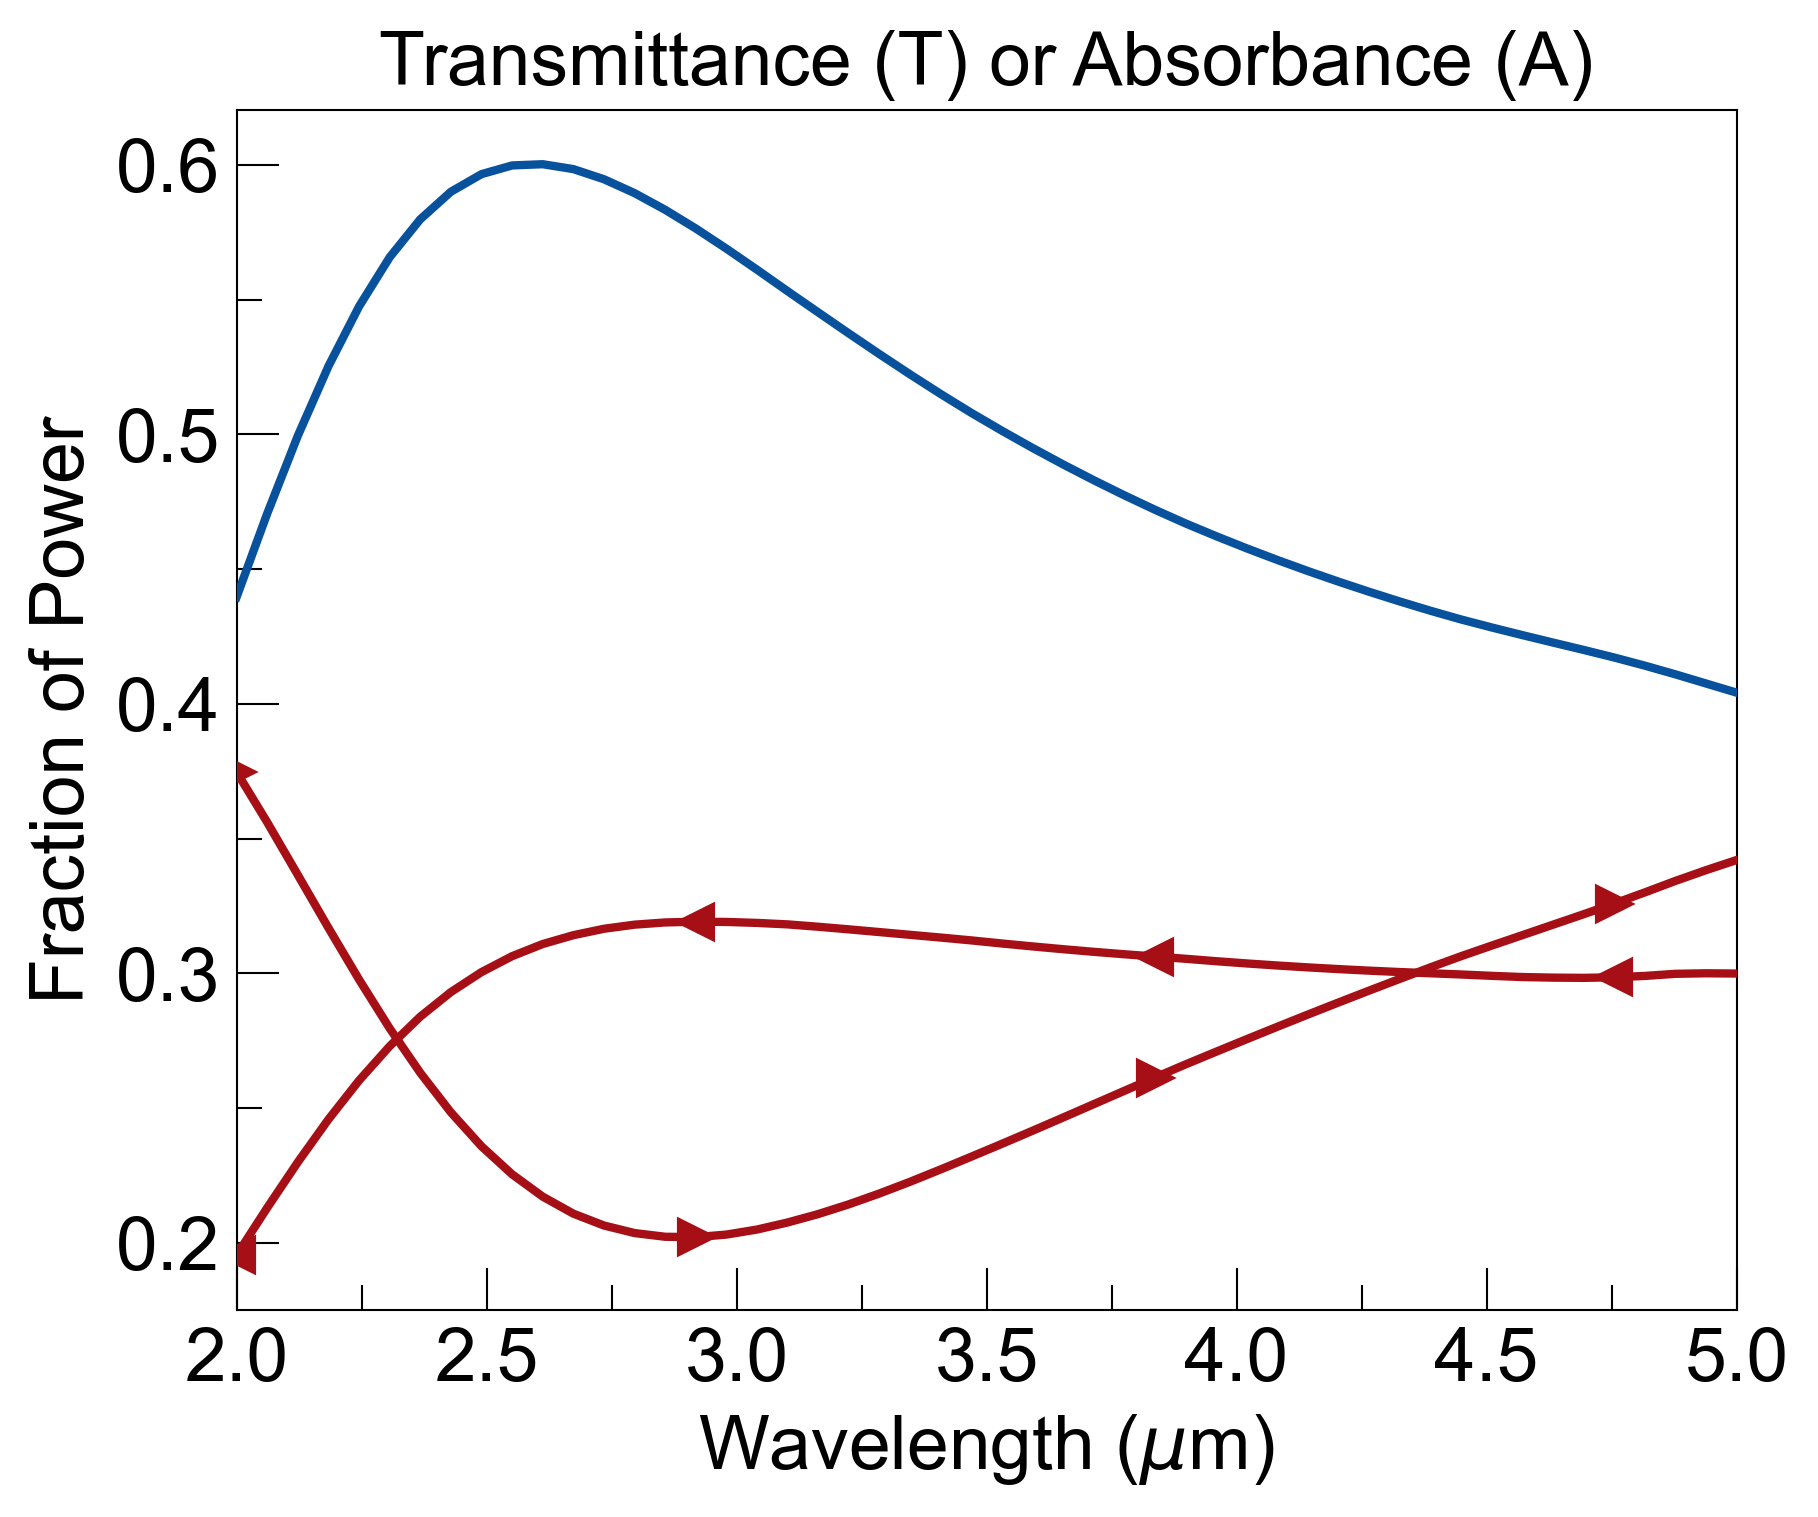 Transmittance (T) or Absorbance (A)
Fraction of Power
0.6
0.5
0.4
0.3
0.2
2.0 2.5 3.0 3.5 4.0 4.5 5.0
Wavelength (μm)